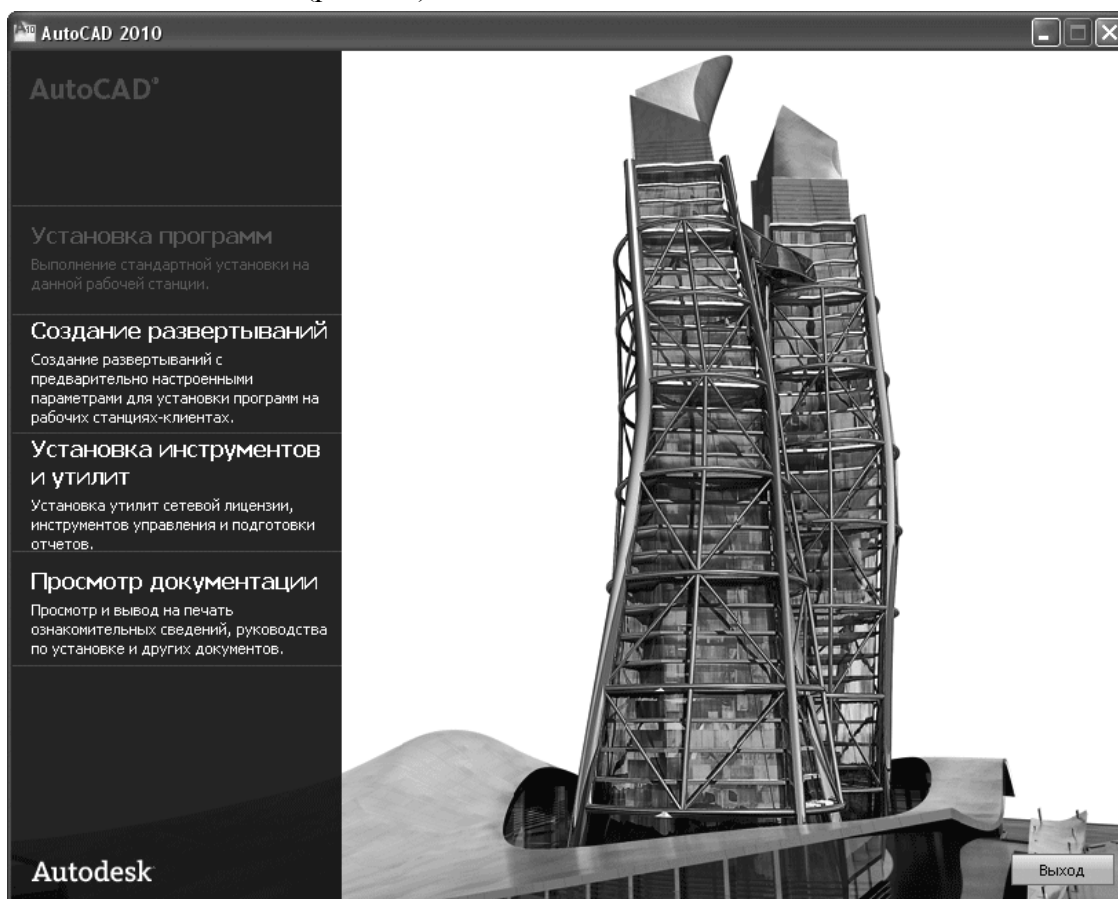 AutoCAD 2010
AutoCAD®
Установка программ
Выполнение стандартной установки на
данной рабочей станции.
Создание развертываний
Создание развертываний с
предварительно настроенными
параметрами для установки программ на
рабочих станциях-клиентах.
Установка инструментов
и утилит
Установка утилит сетевой лицензии,
инструментов управления и подготовки
отчетов.
Просмотр документации
Просмотр и вывод на печать
ознакомительных сведений, руководства
по установке и других документов.
Autodesk
Выход